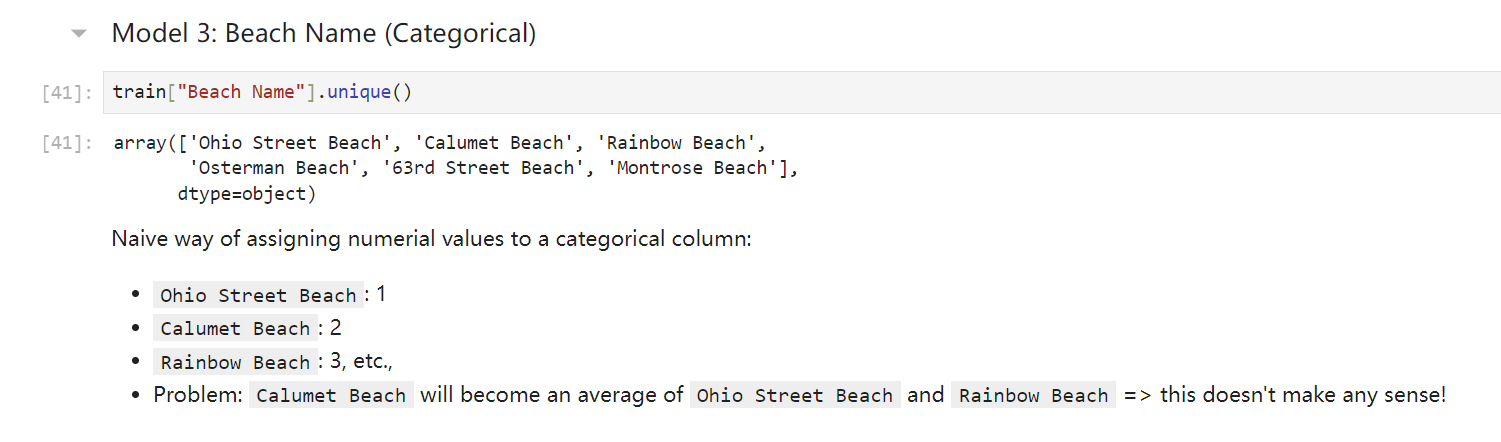 Model 3: Beach Name (Categorical)
[41]: train["Beach Name"].unique()
[41]: array(['Ohio Street Beach', 'Calumet Beach', 'Rainbow Beach',
'Osterman Beach', '63rd Street Beach', 'Montrose Beach'],
dtype=object)
Naive way of assigning numerial values to a categorical column:
• Ohio Street Beach : 1
• Calumet Beach : 2
• Rainbow Beach : 3, etc.,
• Problem: Calumet Beach will become an average of Ohio Street Beach and Rainbow Beach => this doesn't make any sense!